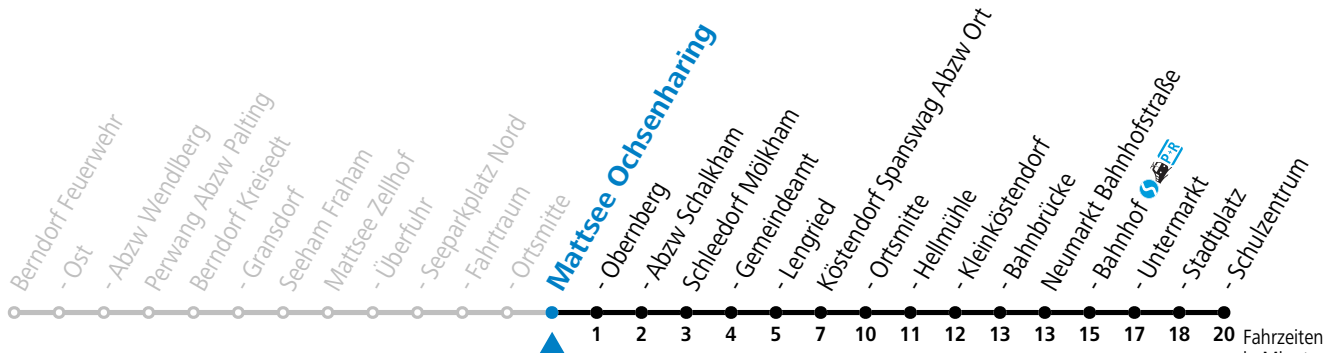 Berndorf Feuerwehr
- Ost
- Abzw Wendlberg
Perwang Abzw Palting
Berndorf Kreisedt
- Gransdorf
Seeham Fraham
Mattsee Zellhof
- Überfuhr
- Seeparkplatz Nord
- Fahrtraum
- Ortsmitte
Mattsee Ochsenharing
- Obernberg
- Abzw Schalkham
Schleedorf Mölkham
- Gemeindeamt
- Lengried
Köstendorf Spanswag Abzw Ort
- Ortsmitte
- Hellmühle
- Kleinköstendorf
- Bahnbrücke
Neumarkt Bahnhofstraße
- Bahnhof S P+R
- Untermarkt
- Stadtplatz
- Schulzentrum
1 2 3 4 5 7 10 11 12 13 13 15 17 18 20 Fahrzeiten